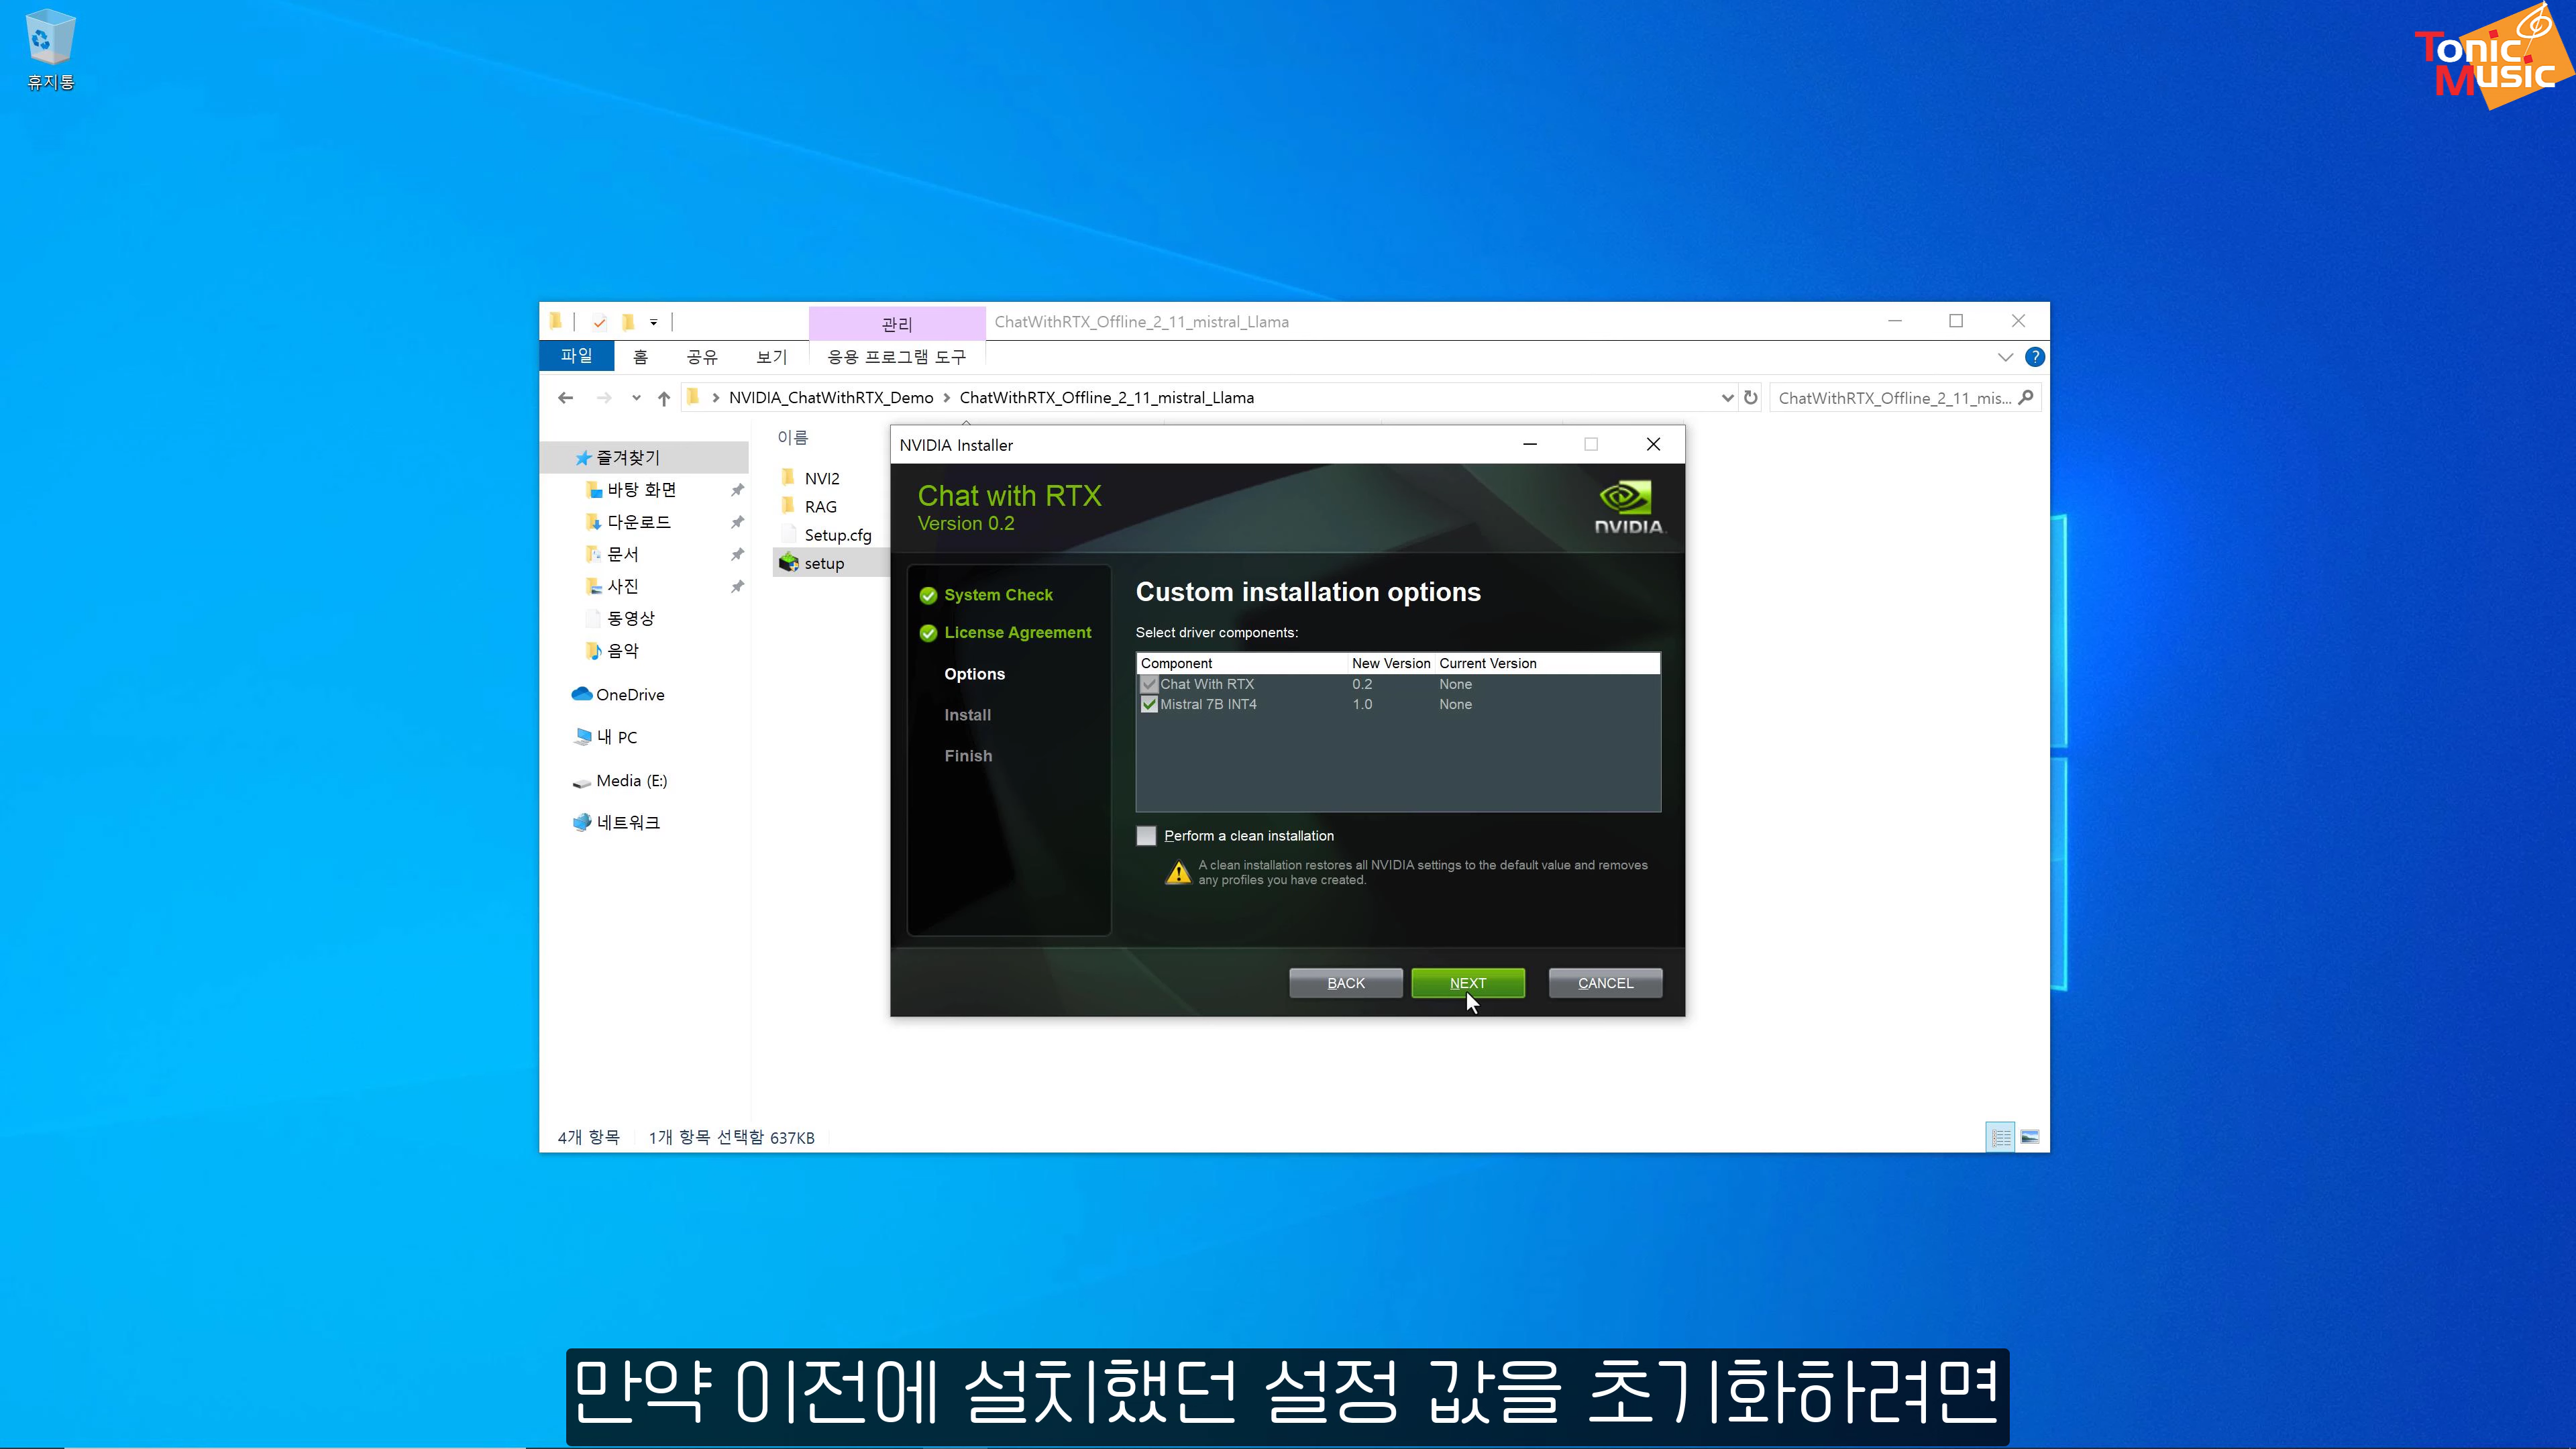 휴지통
Tonic
Music
관리
ChatWithRTX_Offline_2_11_mistral_Llama
파일
홈
공유
보기
응용 프로그램 도구
NVIDIA_ChatWithRTX_Demo
ChatWithRTX_Offline_2_11_mistral_Llama
ChatWithRTX_Offline_2_11_mis...
이름
즐겨찾기
바탕 화면
다운로드
문서
사진
동영상
음악
OneDrive
내 PC
Media (E:)
네트워크
NVI2
RAG
Setup.cfg
setup
NVIDIA Installer
Chat with RTX
Version 0.2
NVIDIA.
System Check
License Agreement
Options
Install
Finish
Custom installation options
Select driver components:
Component New Version Current Version
Chat With RTX 0.2 None
Mistral 7B INT4 1.0 None
Perform a clean installation
A clean installation restores all NVIDIA settings to the default value and removes
any profiles you have created.
BACK
NEXT
CANCEL
4개 항목
1개 항목 선택함 637KB
만약 이전에 설치했던 설정 값을 초기화하려면